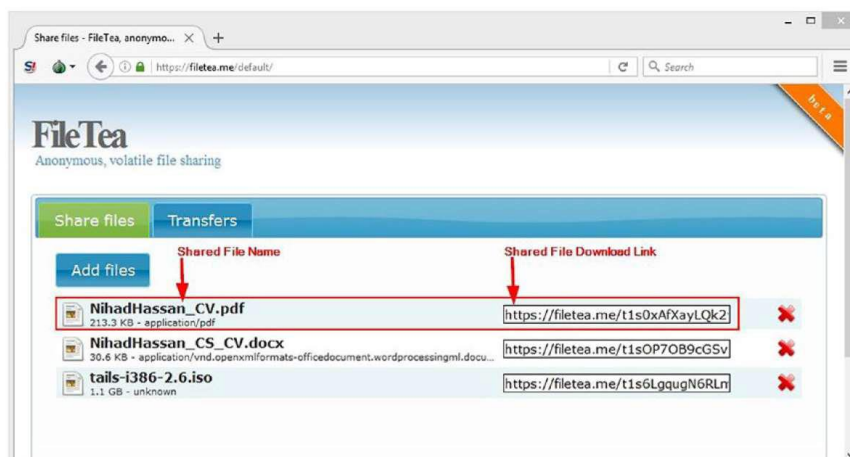 Share files - FileTea, anonymo...
https://filetea.me/default/
Search
beta
FileTea
Anonymous, volatile file sharing
Share files Transfers
Shared File Name Shared File Download Link
Add files
NihadHassan_CV.pdf https://filetea.me/t1s0xAfXayLQk2
213.3 KB - application/pdf
NihadHassan_CS_CV.docx https://filetea.me/t1sOP7OB9cGSv
30.6 KB - application/vnd.openxmlformats-officedocument.wordprocessingml.docu...
tails-i386-2.6.iso https://filetea.me/t1s6LgqugN6RLn
1.1 GB - unknown